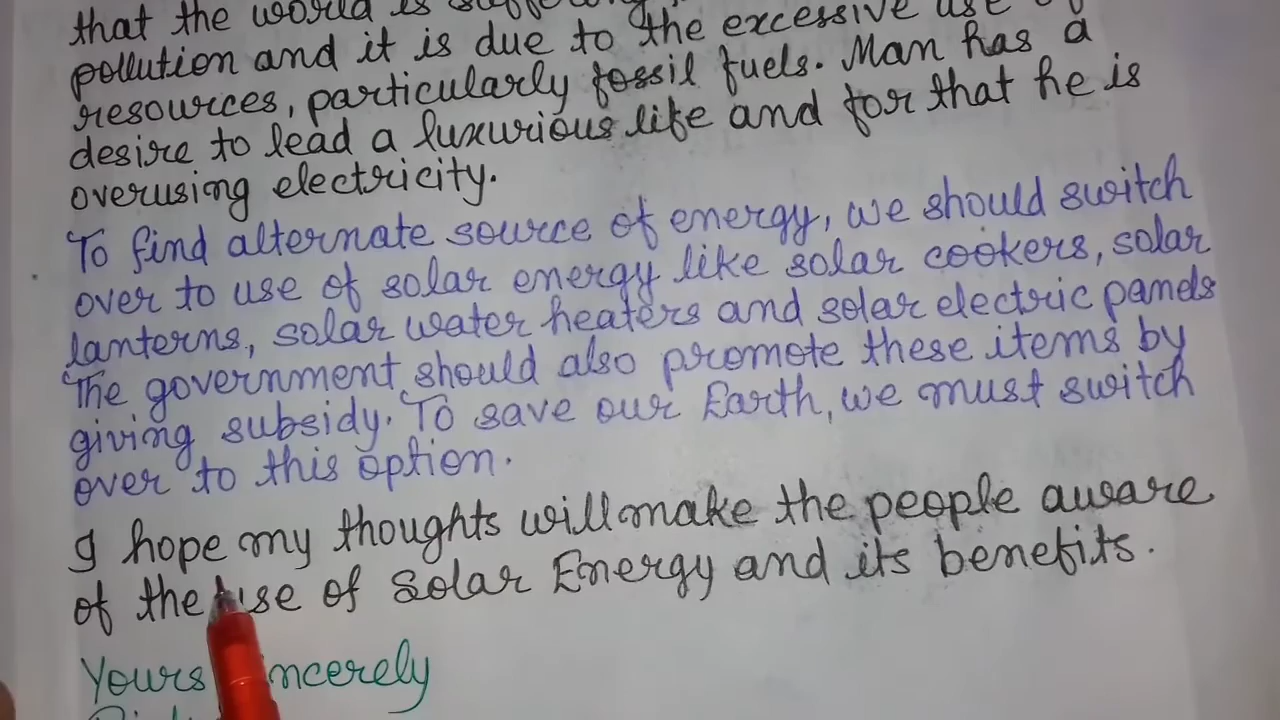 that the world is
pollution and it is due to the excessive use of
resources, particularly fossil fuels. Man has a
desire to lead a luxurious life and for that he is
overusing electricity.
To find alternate source of energy, we should switch
over to use of solar energy like solar cookers, solar
lanterns, solar water heaters and solar electric panels
The government should also promote these items by
giving subsidy. To save our Earth, we must switch
over to this option.
I hope my thoughts will make the people aware
of the use of Solar Energy and its benefits.
Yours sincerely